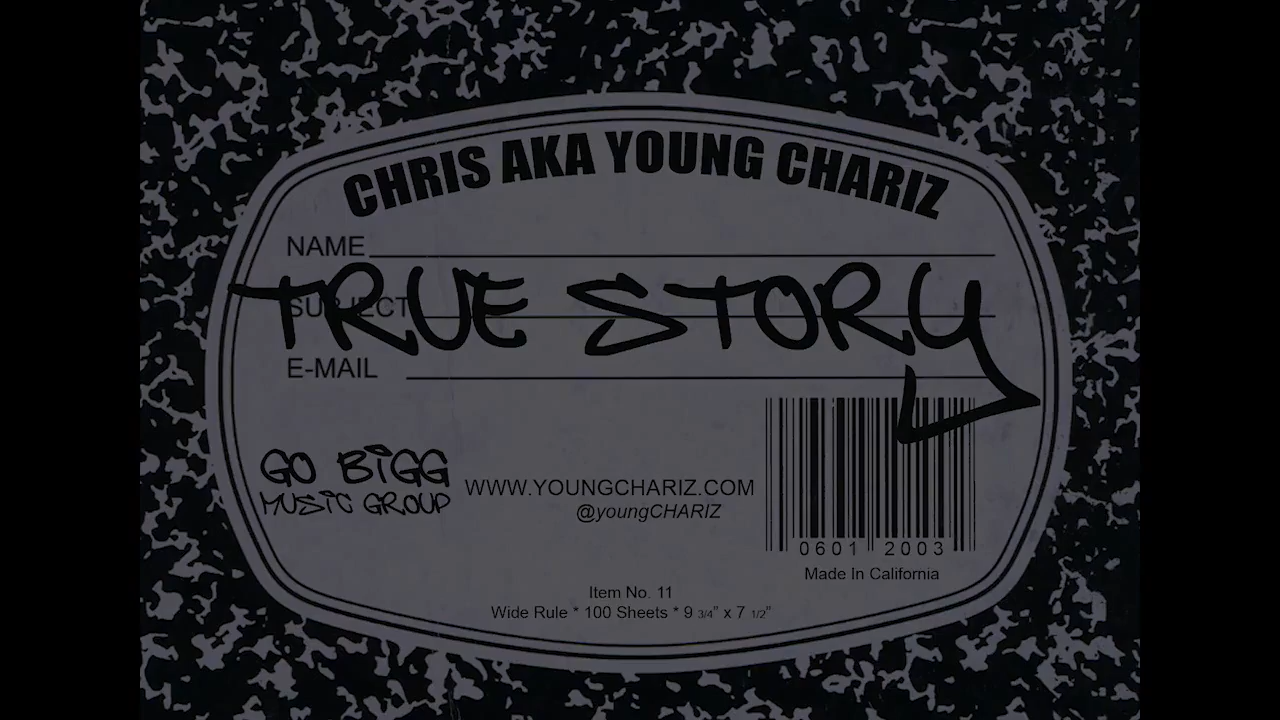 CHRIS AKA YOUNG CHARIZ
NAME
TRUE STORY
SUBJECT
E-MAIL
GO BiGG
MUSiC GROUP
WWW.YOUNGCHARIZ.COM
@youngCHARIZ
0601 2003
Made In California
Item No. 11
Wide Rule * 100 Sheets * 9 3/4" x 7 1/2"